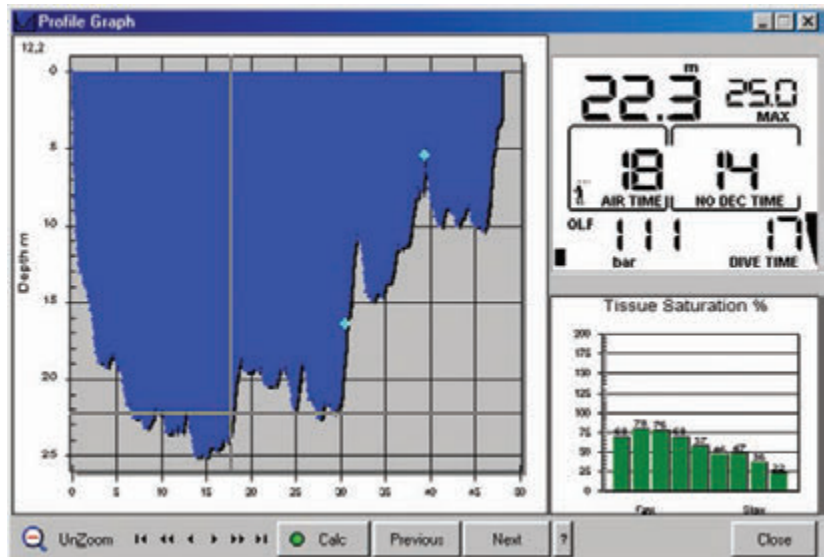 Profile Graph
12,2
0
5
10
15
20
25
Depth m
0 5 10 15 20 25 30 35 40 45 50
m
22.3 25.0
MAX
18 14
AIR TIME NO DEC TIME
OLF 111 17
bar DIVE TIME
Tissue Saturation %
200
175
150
125
100
75
50
25
0
UnZoom Calc Previous Next ? Close